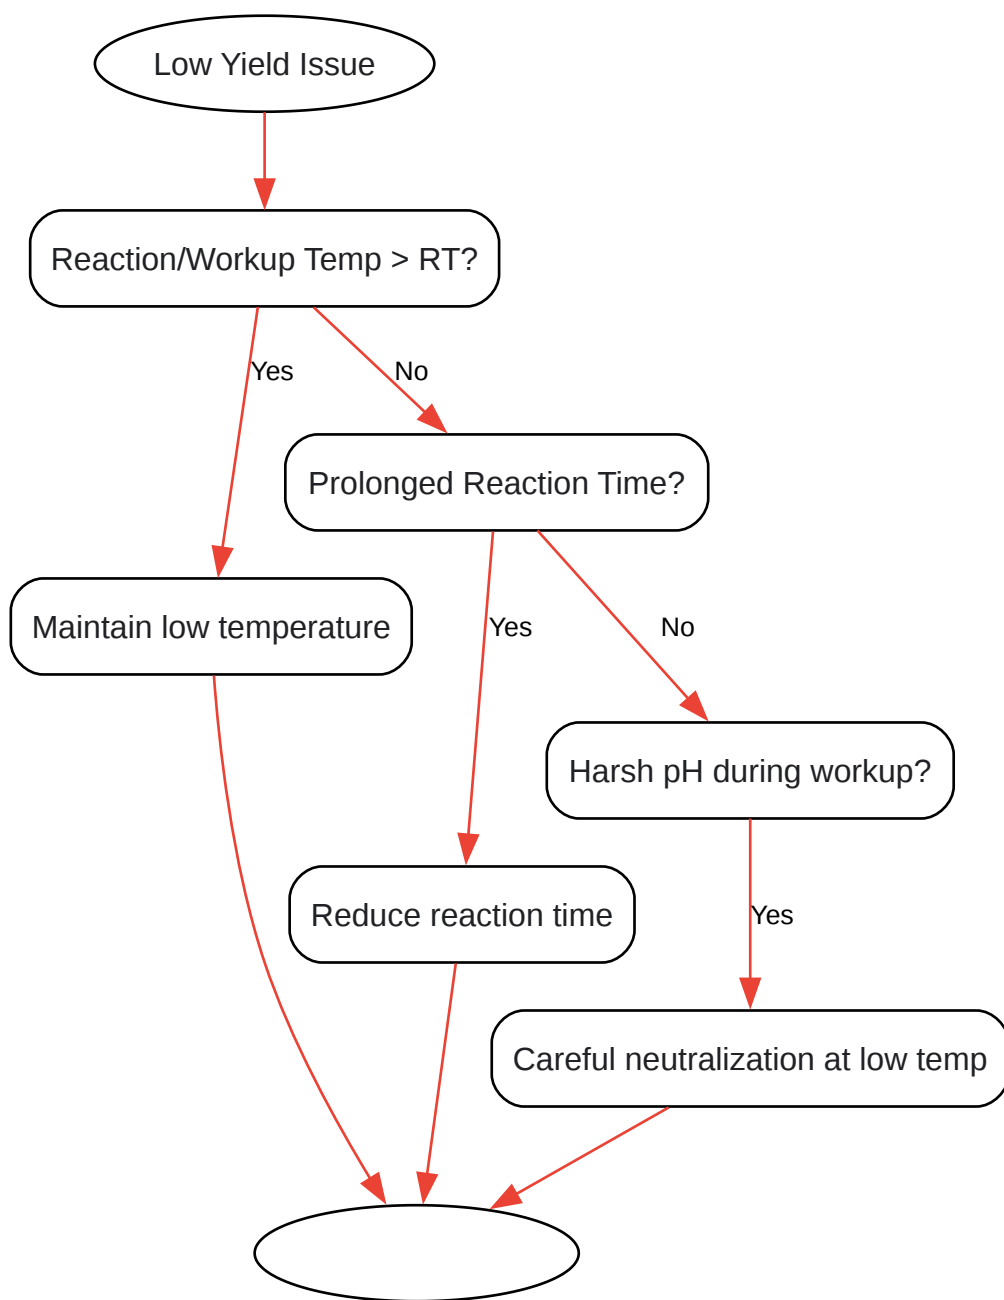 Low Yield Issue
Reaction/Workup Temp > RT?
Yes
No
Prolonged Reaction Time?
Maintain low temperature
Yes
No
Harsh pH during workup?
Reduce reaction time
Yes
Careful neutralization at low temp